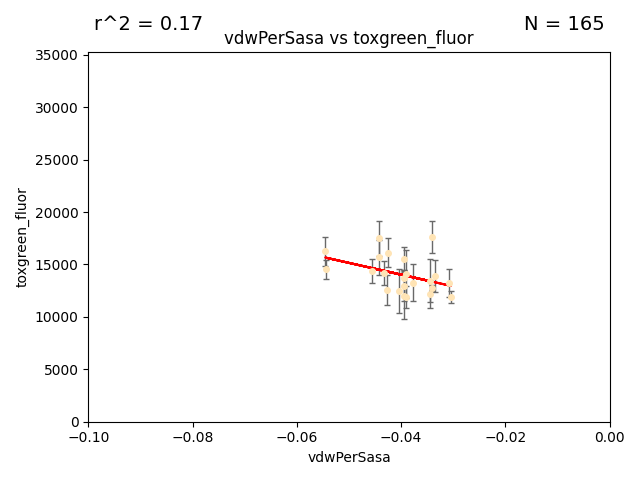 r^2 = 0.17
N = 165
vdwPerSasa vs toxgreen_fluor
35000
30000
25000
20000
15000
10000
5000
0
toxgreen_fluor
−0.10
−0.08
−0.06
−0.04
−0.02
0.00
vdwPerSasa